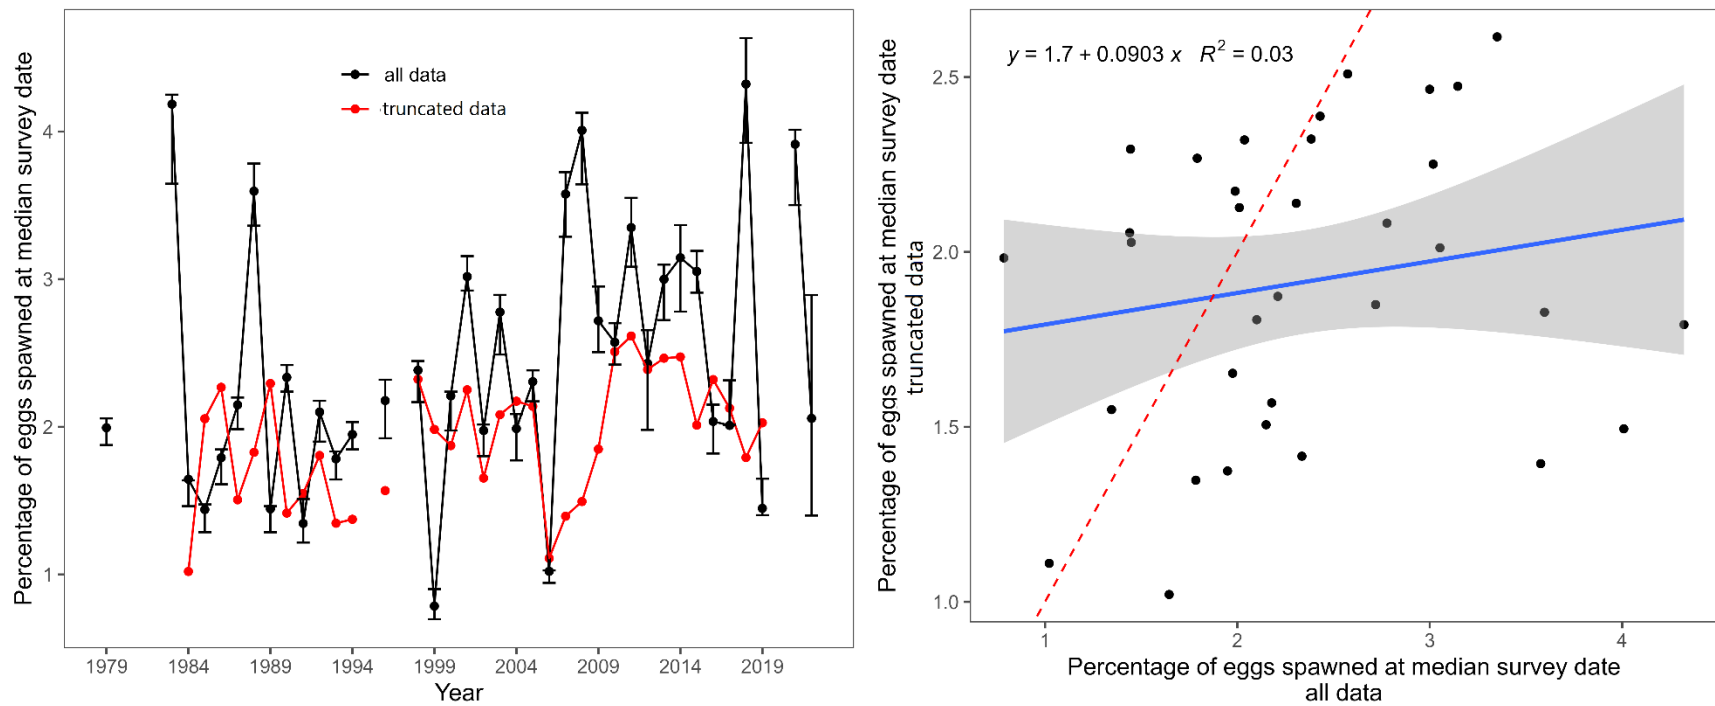 Percentage of eggs spawned at median survey date
4
3
2
1
all data
truncated data
1979
1984
1989
1994
1999
2004
2009
2014
2019
Year
Percentage of eggs spawned at median survey date
truncated data
2.5
2.0
1.5
1.0
y = 1.7 + 0.0903 x R² = 0.03
1
2
3
4
Percentage of eggs spawned at median survey date
all data